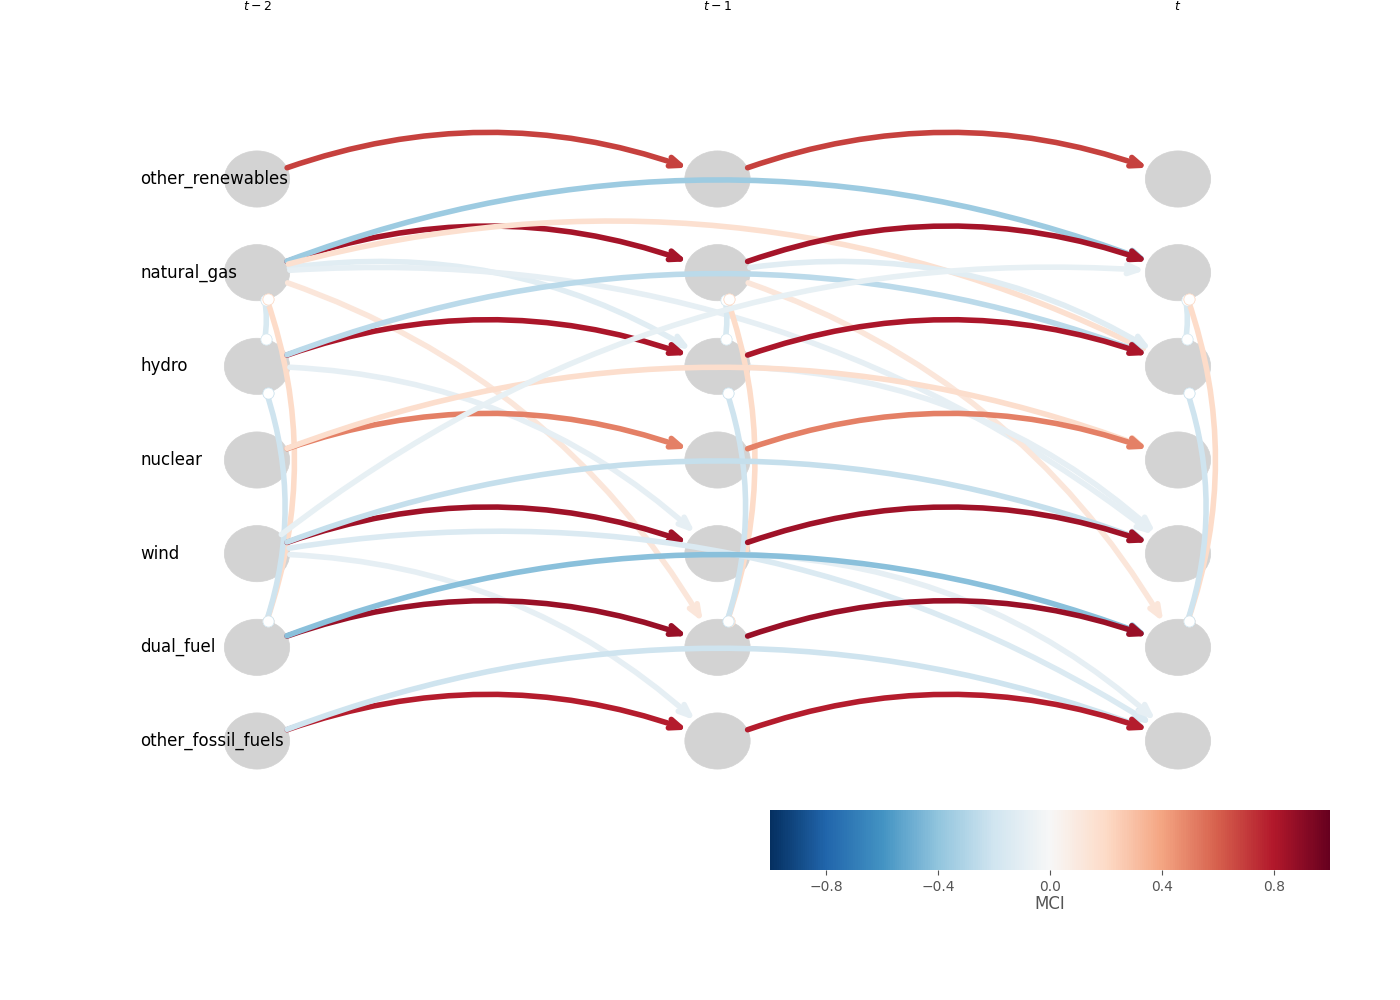 t − 2 t − 1 t
other_renewables
natural_gas
hydro
nuclear
wind
dual_fuel
other_fossil_fuels
−0.8 −0.4 0.0 0.4 0.8
MCI